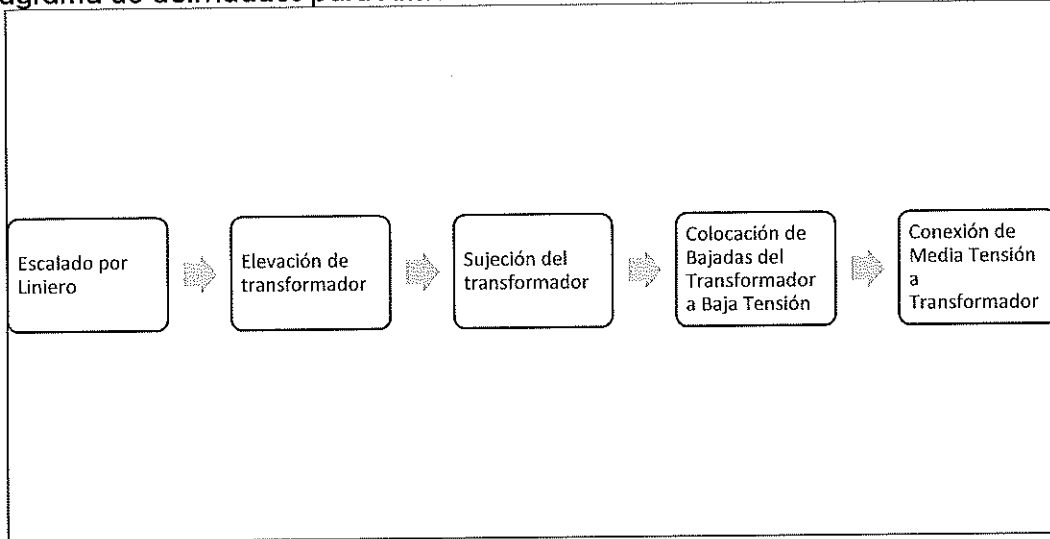 Escalado por
Liniero
Elevación de
transformador
Sujeción del
transformador
Colocación de
Bajadas del
Transformador
a Baja Tensión
Conexión de
Media Tensión
a
Transformador